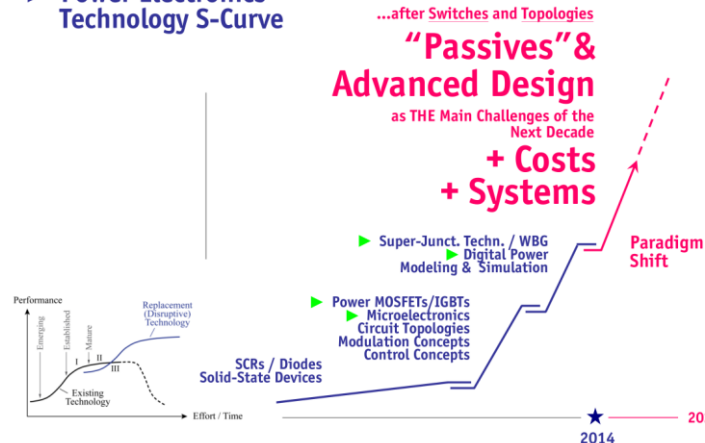 Power Electronics
Technology S-Curve
...after Switches and Topologies
“Passives”&
Advanced Design
as THE Main Challenges of the
Next Decade
+ Costs
+ Systems
Super-Junct. Techn. / WBG
Digital Power
Modeling & Simulation
Paradigm
Shift
Power MOSFETs/IGBTs
Microelectronics
Circuit Topologies
Modulation Concepts
Control Concepts
SCRs / Diodes
Solid-State Devices
Performance
Emerging
Established
Mature
I
II
III
Replacement
(Disruptive)
Technology
Existing
Technology
Effort / Time
2014
20